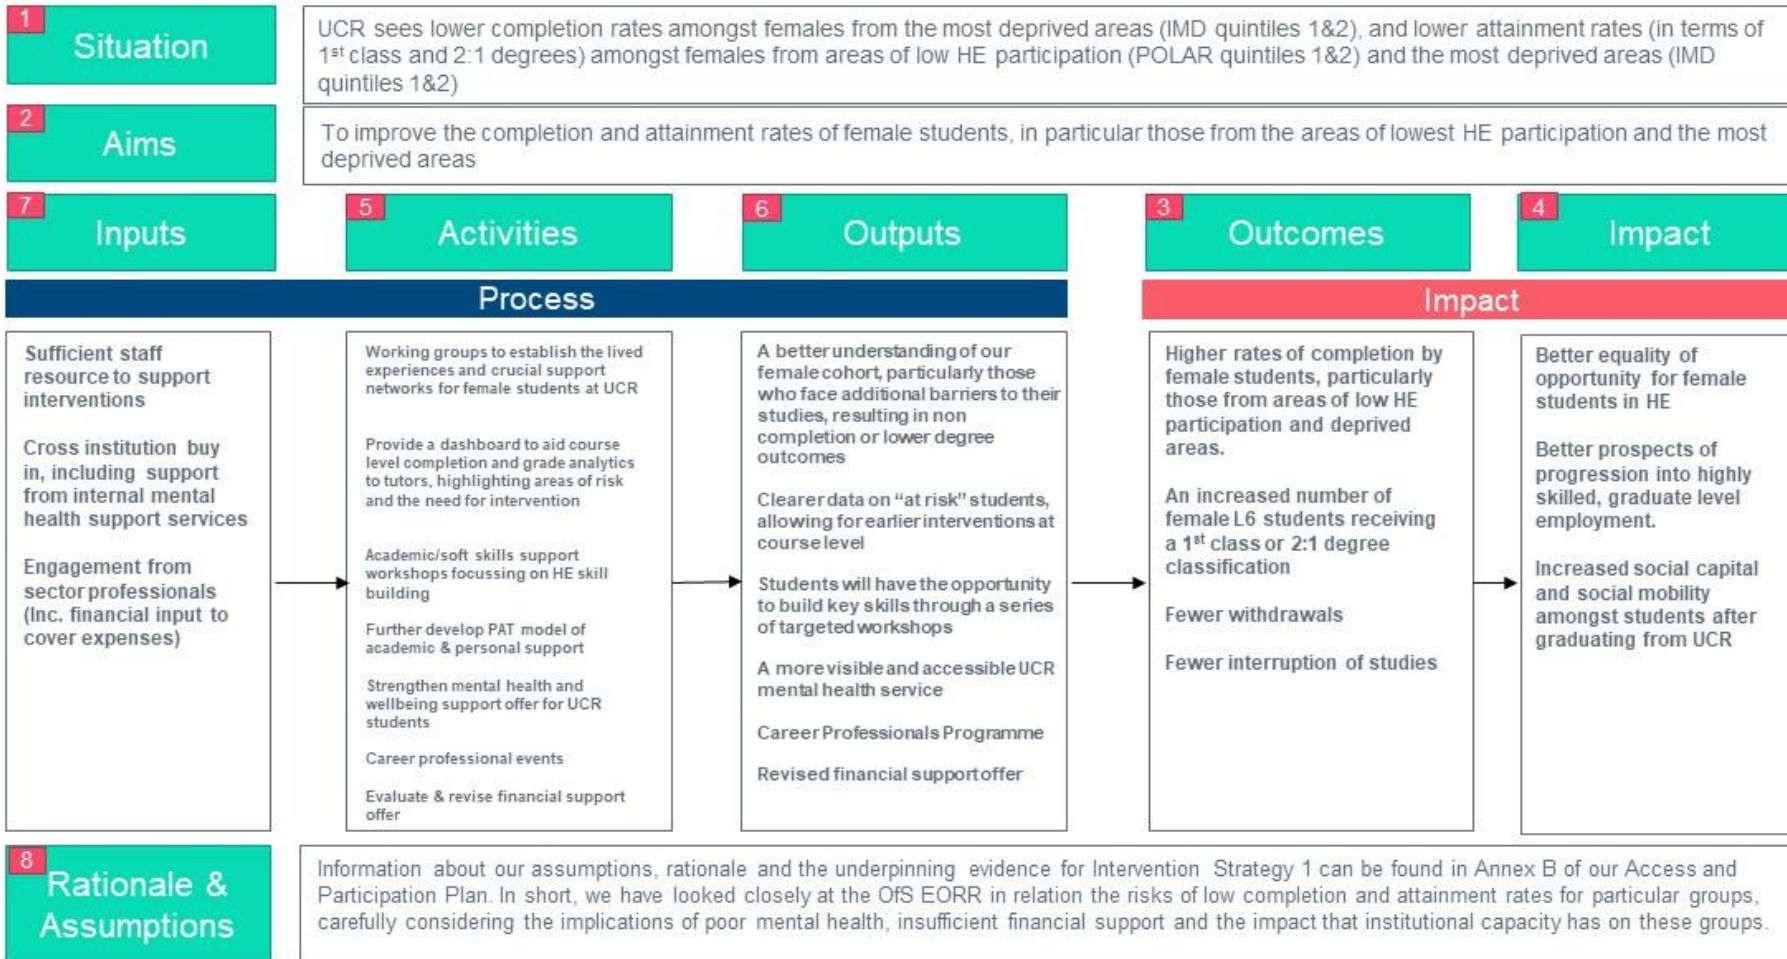 1
Situation
UCR sees lower completion rates amongst females from the most deprived areas (IMD quintiles 1&2), and lower attainment rates (in terms of
1st class and 2:1 degrees) amongst females from areas of low HE participation (POLAR quintiles 1&2) and the most deprived areas (IMD
quintiles 1&2)
2
Aims
To improve the completion and attainment rates of female students, in particular those from the areas of lowest HE participation and the most
deprived areas
7
Inputs
5
Activities
6
Outputs
3
Outcomes
4
Impact
Process
Impact
Sufficient staff
resource to support
interventions
Cross institution buy
in, including support
from internal mental
health support services
Engagement from
sector professionals
(Inc. financial input to
cover expenses)
Working groups to establish the lived
experiences and crucial support
networks for female students at UCR
Provide a dashboard to aid course
level completion and grade analytics
to tutors, highlighting areas of risk
and the need for intervention
Academic/soft skills support
workshops focussing on HE skill
building
Further develop PAT model of
academic & personal support
Strengthen mental health and
wellbeing support offer for UCR
students
Career professional events
Evaluate & revise financial support
offer
A better understanding of our
female cohort, particularly those
who face additional barriers to their
studies, resulting in non
completion or lower degree
outcomes
Clearer data on “at risk” students,
allowing for earlier interventions at
course level
Students will have the opportunity
to build key skills through a series
of targeted workshops
A more visible and accessible UCR
mental health service
Career Professionals Programme
Revised financial support offer
Higher rates of completion by
female students, particularly
those from areas of low HE
participation and deprived
areas.
An increased number of
female L6 students receiving
a 1st class or 2:1 degree
classification
Fewer withdrawals
Fewer interruption of studies
Better equality of
opportunity for female
students in HE
Better prospects of
progression into highly
skilled, graduate level
employment.
Increased social capital
and social mobility
amongst students after
graduating from UCR
8
Rationale &
Assumptions
Information about our assumptions, rationale and the underpinning evidence for Intervention Strategy 1 can be found in Annex B of our Access and
Participation Plan. In short, we have looked closely at the OfS EORR in relation the risks of low completion and attainment rates for particular groups,
carefully considering the implications of poor mental health, insufficient financial support and the impact that institutional capacity has on these groups.